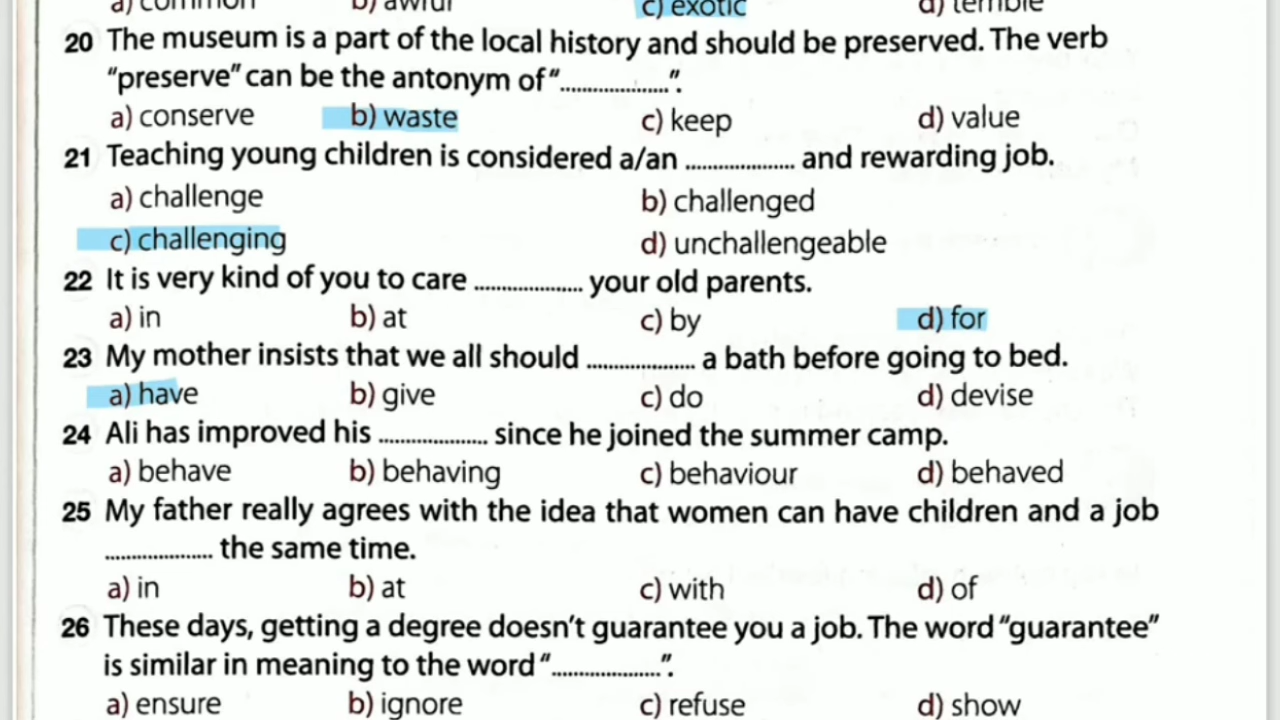 a) common b) awful c) exotic d) terrible
20 The museum is a part of the local history and should be preserved. The verb
"preserve" can be the antonym of "....................".
a) conserve b) waste c) keep d) value
21 Teaching young children is considered a/an .................... and rewarding job.
a) challenge b) challenged
c) challenging d) unchallengeable
22 It is very kind of you to care .................... your old parents.
a) in b) at c) by d) for
23 My mother insists that we all should .................... a bath before going to bed.
a) have b) give c) do d) devise
24 Ali has improved his .................... since he joined the summer camp.
a) behave b) behaving c) behaviour d) behaved
25 My father really agrees with the idea that women can have children and a job
.................... the same time.
a) in b) at c) with d) of
26 These days, getting a degree doesn't guarantee you a job. The word "guarantee"
is similar in meaning to the word "....................".
a) ensure b) ignore c) refuse d) show